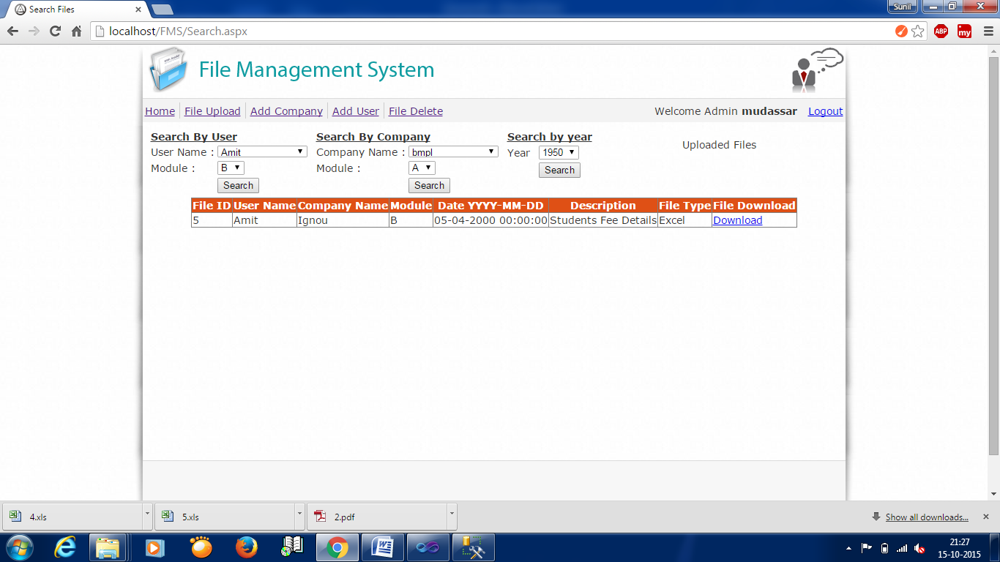 Search Files
Sunil
localhost/FMS/Search.aspx
ABP
my
File Management System
Home File Upload Add Company Add User File Delete Welcome Admin mudassar Logout
Search By User Search By Company Search by year
User Name : Amit Company Name : bmpl Year 1950 Uploaded Files
Module : B Module : A Search
Search Search
File ID User Name Company Name Module Date YYYY-MM-DD Description File Type File Download
5 Amit Ignou B 05-04-2000 00:00:00 Students Fee Details Excel Download
4.xls 5.xls 2.pdf Show all downloads...
21:27
15-10-2015